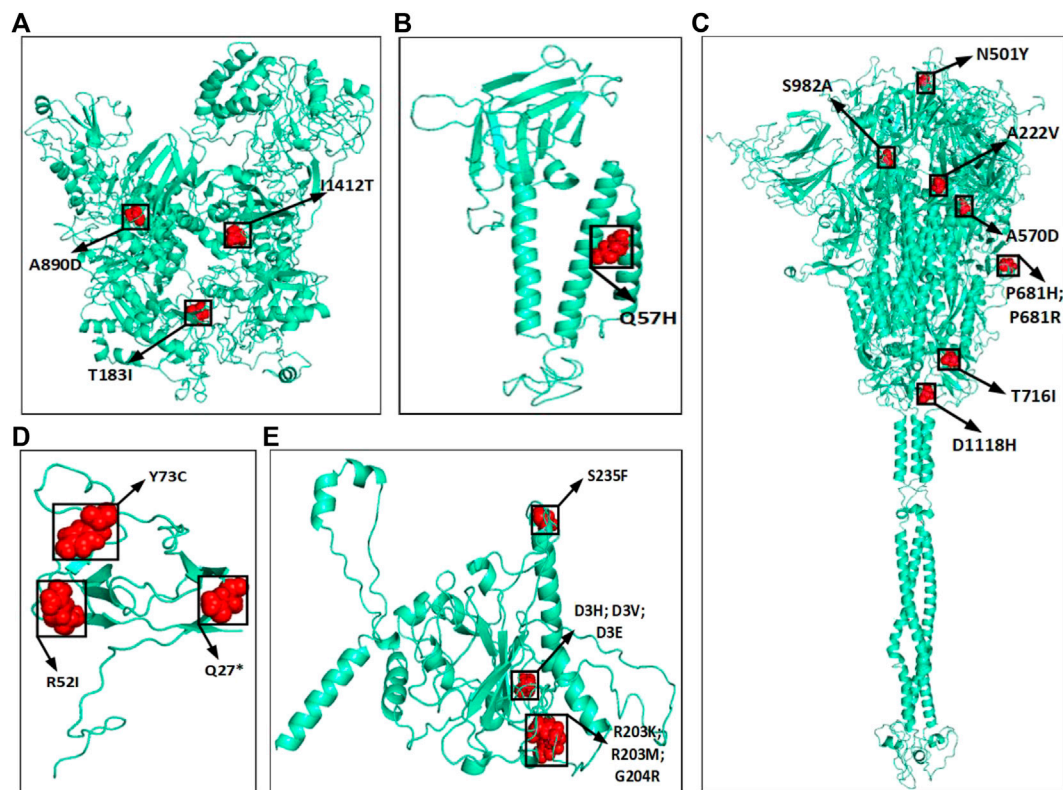 A
I1412T
A890D
T183I
B
Q57H
C
N501Y
S982A
A222V
A570D
P681H;
P681R
T716I
D1118H
D
Y73C
R52I
Q27*
E
S235F
D3H; D3V;
D3E
R203K;
R203M;
G204R